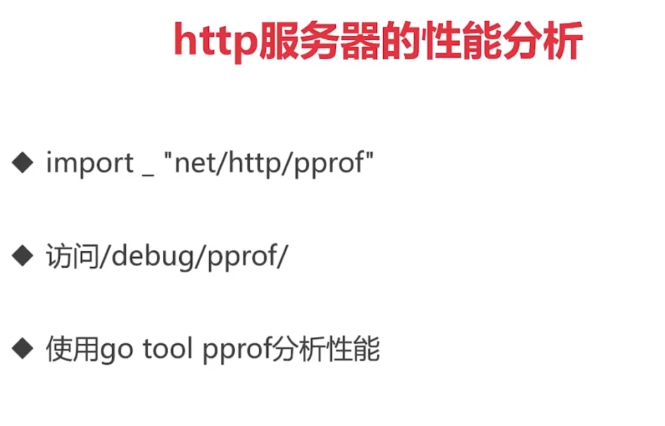 http服务器的性能分析
◆ import _ "net/http/pprof"
◆ 访问/debug/pprof/
◆ 使用go tool pprof分析性能